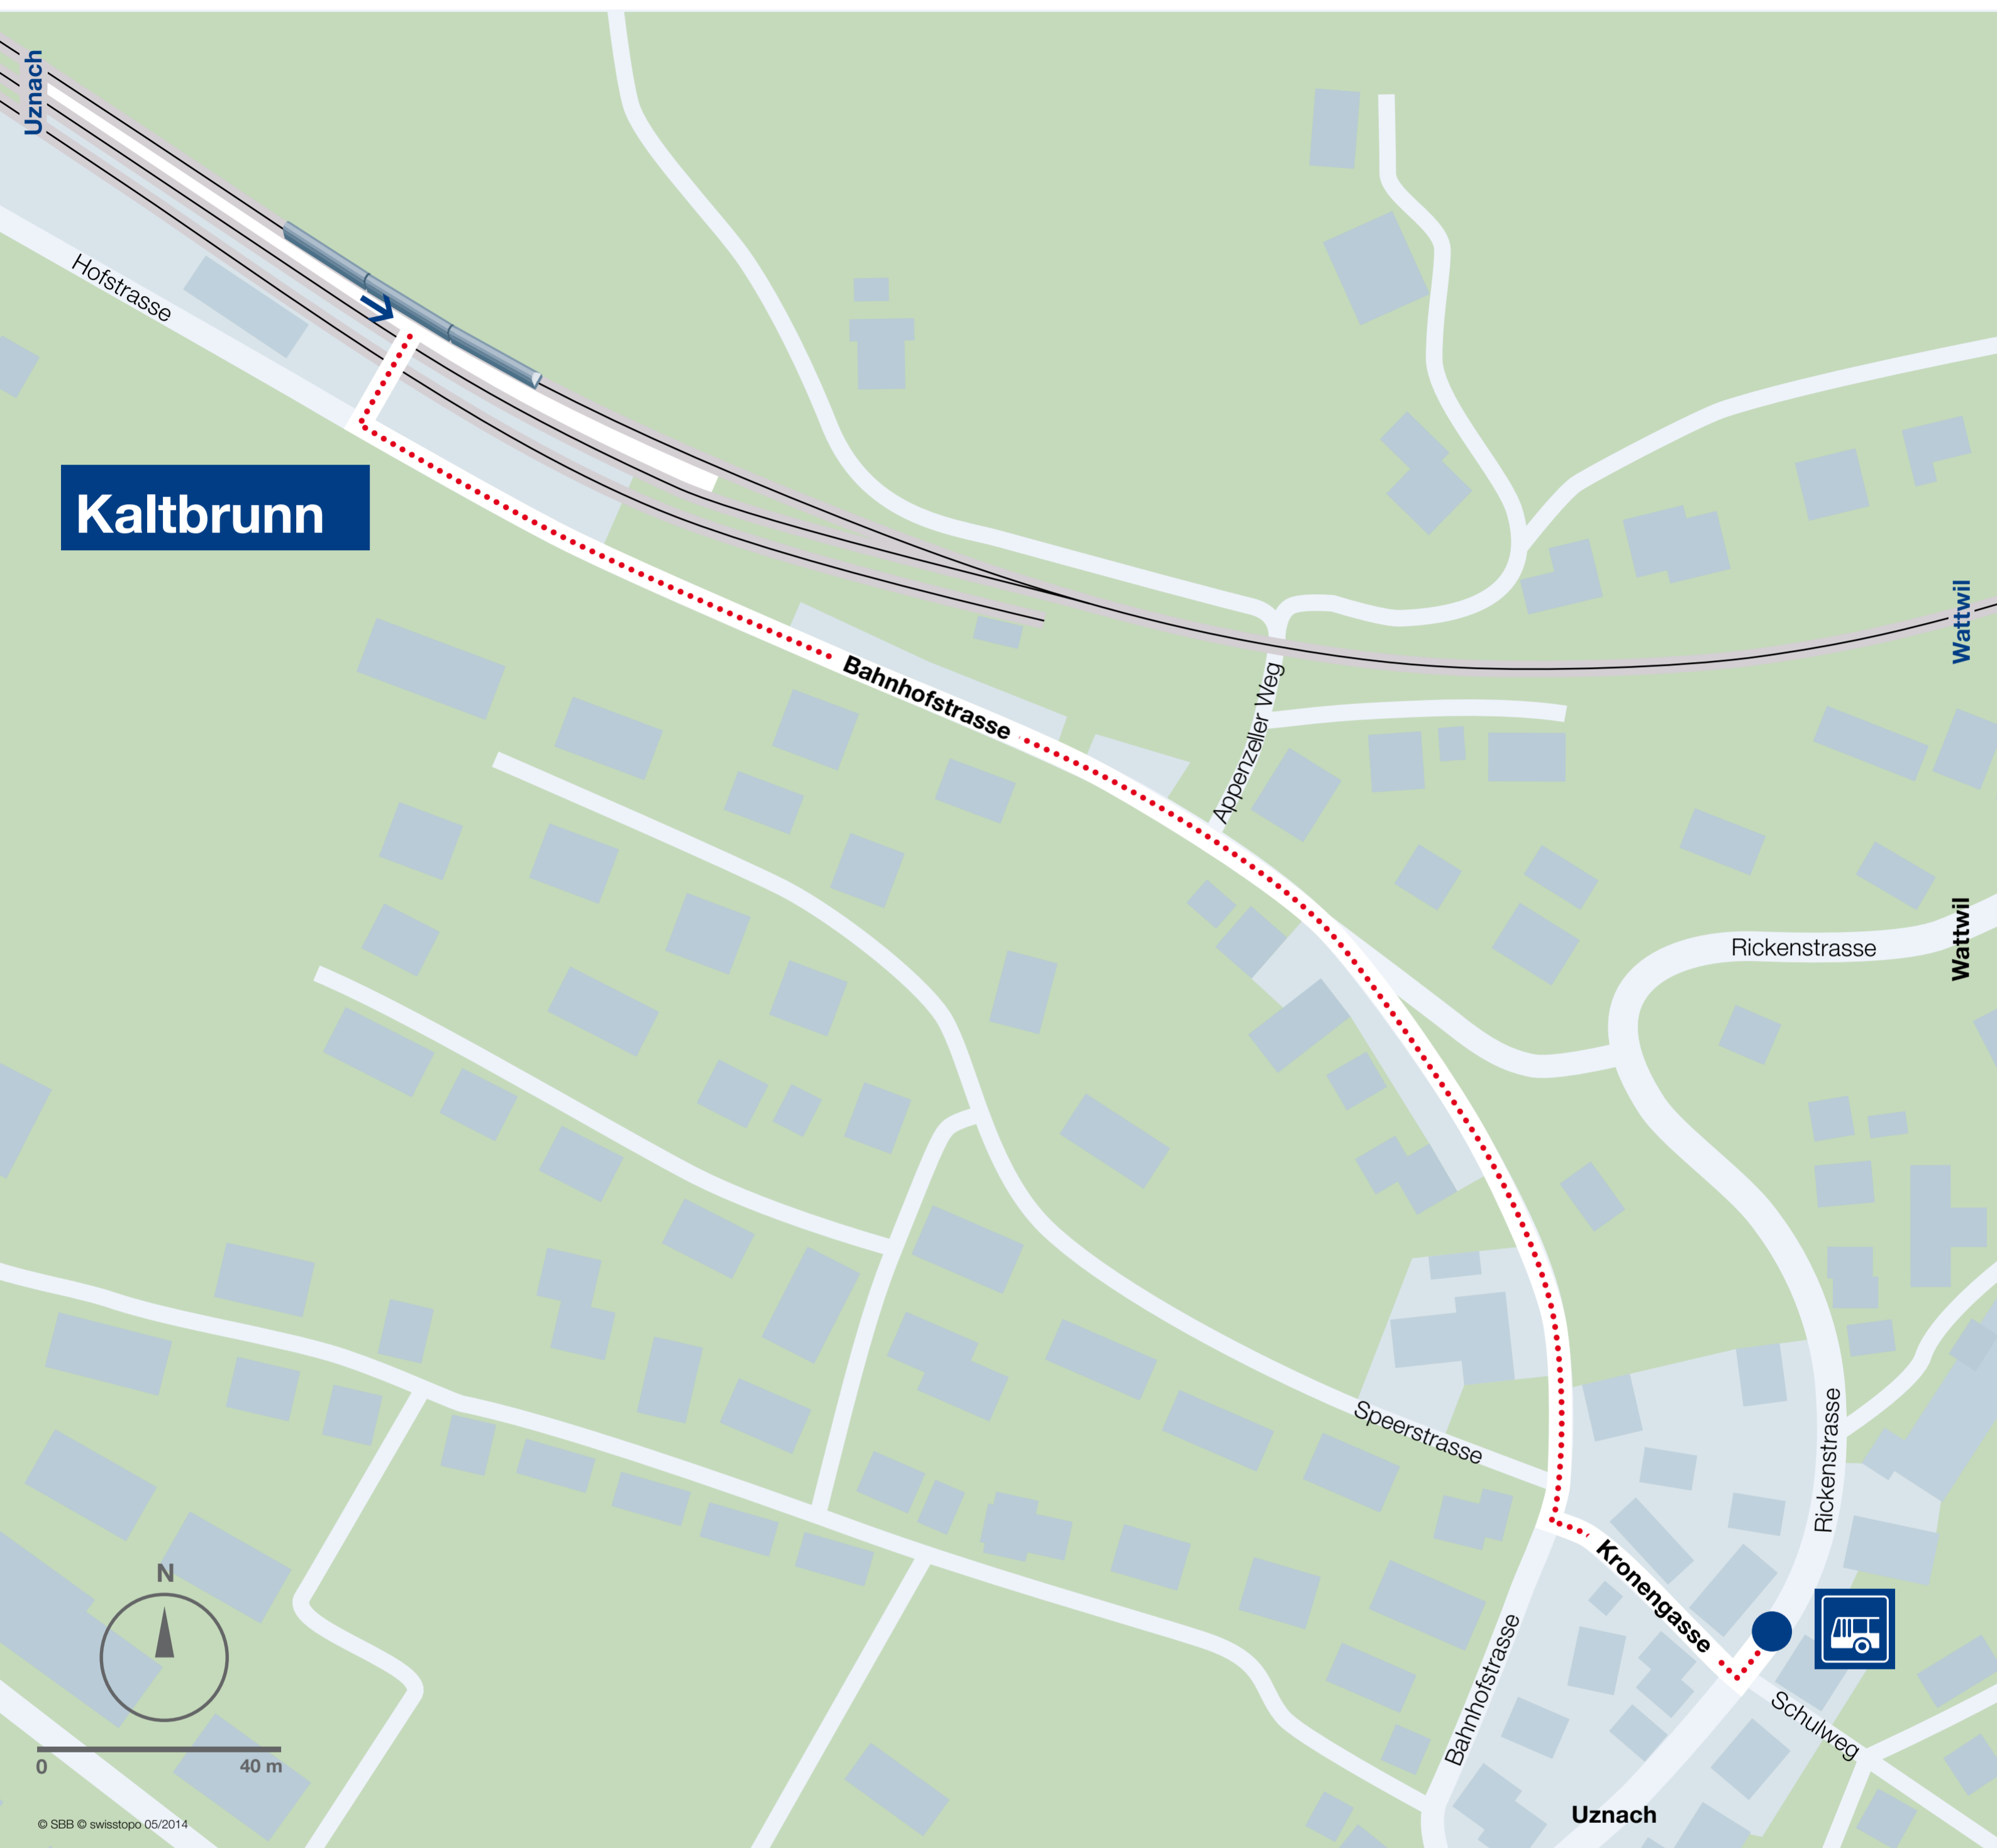 Uznach
Hofstrasse
Kaltbrunn
Bahnhofstrasse
Appenzeller Weg
Wattwil
Rickenstrasse
Wattwil
Speerstrasse
Rickenstrasse
Kronengasse
Bahnhofstrasse
Schulweg
Uznach
N
0 40 m
© SBB © swisstopo 05/2014